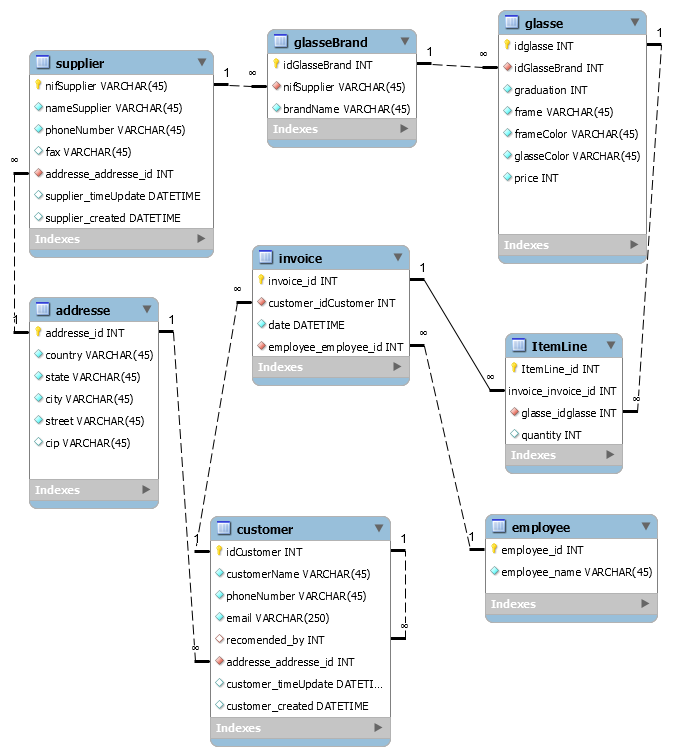 supplier
nifSupplier VARCHAR(45)
nameSupplier VARCHAR(45)
phoneNumber VARCHAR(45)
fax VARCHAR(45)
addresse_addresse_id INT
supplier_timeUpdate DATETIME
supplier_created DATETIME
Indexes
1
∞
glasseBrand
idGlasseBrand INT
nifSupplier VARCHAR(45)
brandName VARCHAR(45)
Indexes
1
∞
glasse
idglasse INT
idGlasseBrand INT
graduation INT
frame VARCHAR(45)
frameColor VARCHAR(45)
glasseColor VARCHAR(45)
price INT
Indexes
1
∞
∞
1
addresse
addresse_id INT
country VARCHAR(45)
state VARCHAR(45)
city VARCHAR(45)
street VARCHAR(45)
cip VARCHAR(45)
Indexes
1
∞
invoice
invoice_id INT
customer_idCustomer INT
date DATETIME
employee_employee_id INT
Indexes
∞
1
1
∞
∞
1
ItemLine
ItemLine_id INT
invoice_invoice_id INT
glasse_idglasse INT
quantity INT
Indexes
customer
idCustomer INT
customerName VARCHAR(45)
phoneNumber VARCHAR(45)
email VARCHAR(250)
recomended_by INT
addresse_addresse_id INT
customer_timeUpdate DATETI...
customer_created DATETIME
Indexes
1
∞
employee
employee_id INT
employee_name VARCHAR(45)
Indexes